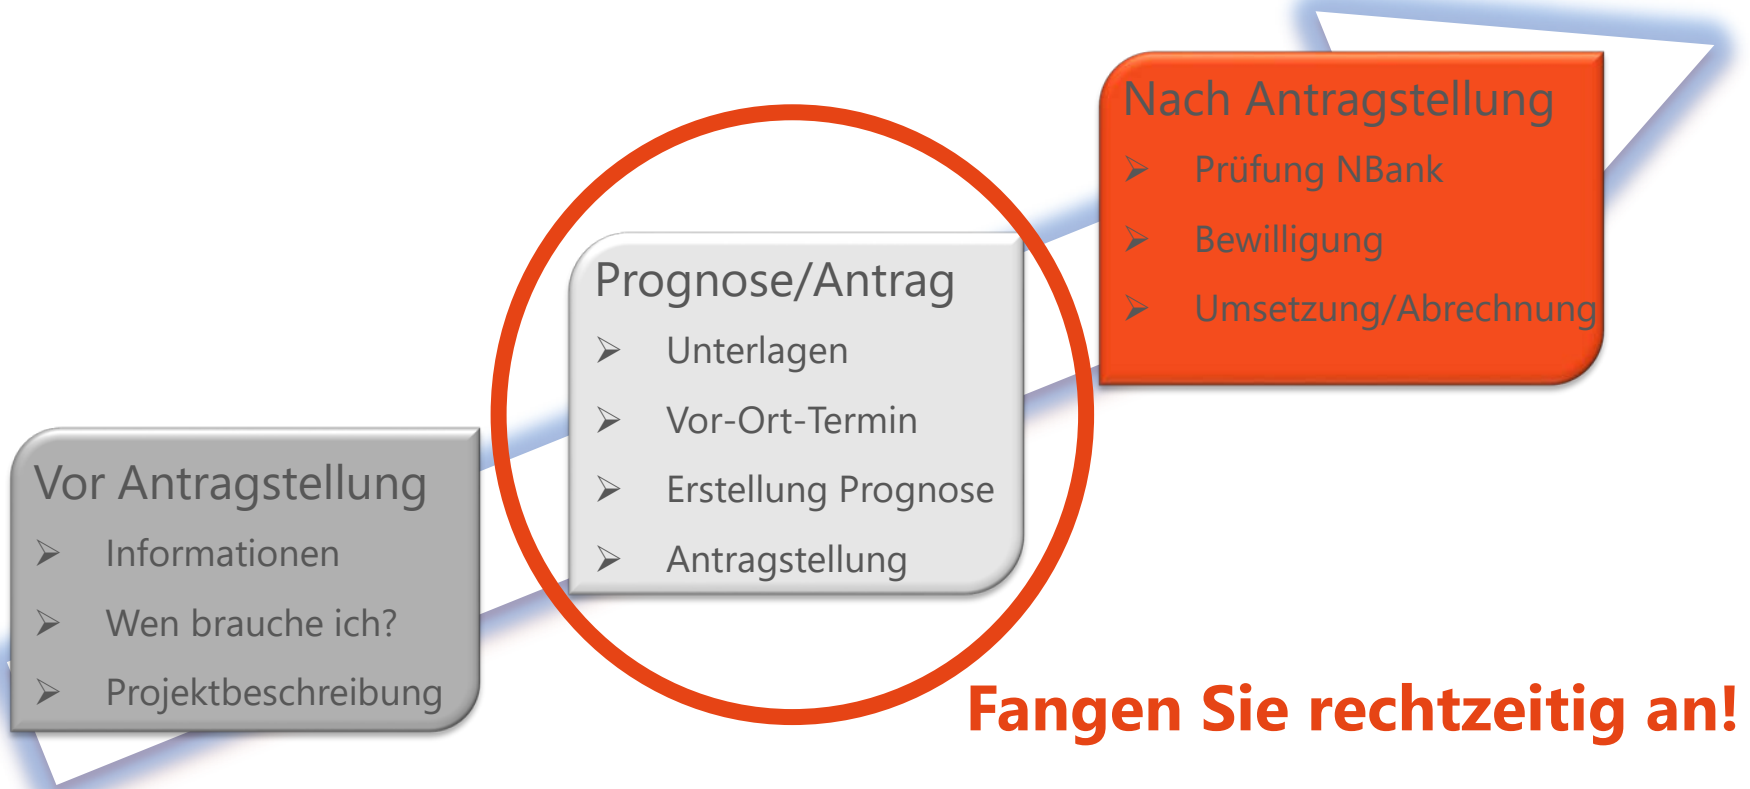 Vor Antragstellung
➢ Informationen
➢ Wen brauche ich?
➢ Projektbeschreibung
Prognose/Antrag
➢ Unterlagen
➢ Vor-Ort-Termin
➢ Erstellung Prognose
➢ Antragstellung
Nach Antragstellung
➢ Prüfung NBank
➢ Bewilligung
➢ Umsetzung/Abrechnung
Fangen Sie rechtzeitig an!